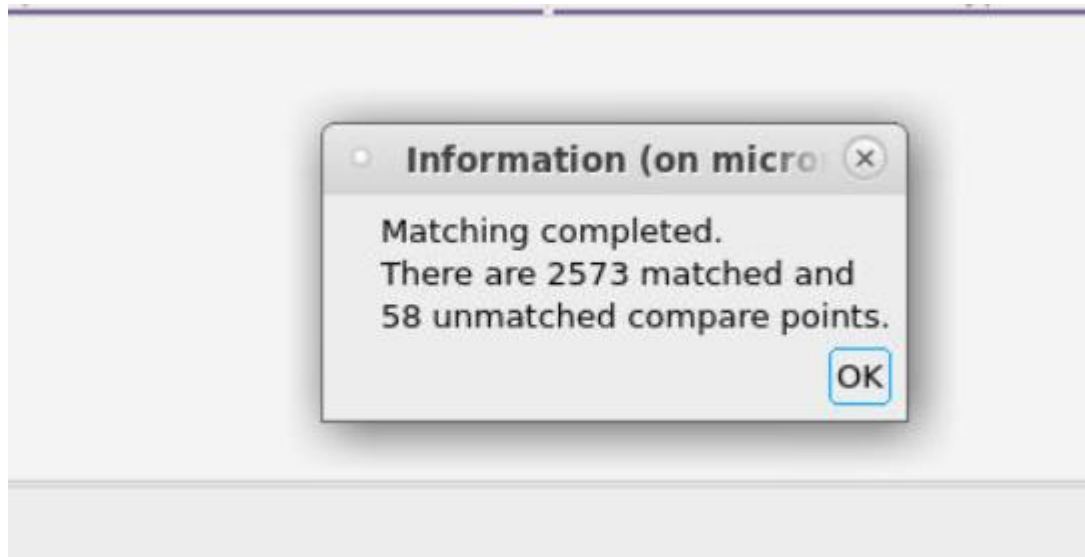 Information (on micro
Matching completed.
There are 2573 matched and
58 unmatched compare points.
OK